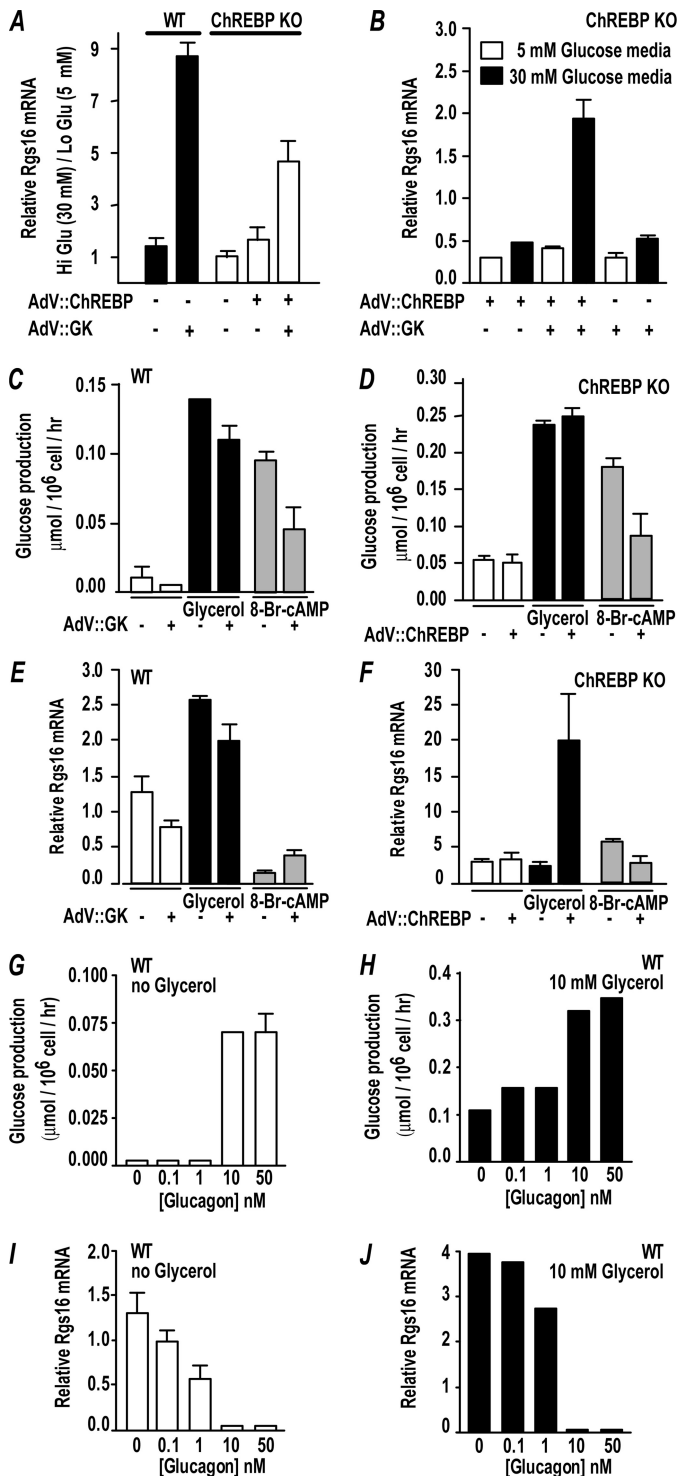 A
WT
ChREBP KO
Relative Rgs16 mRNA
Hi Glu (30 mM) / Lo Glu (5 mM)
9
7
5
3
1
AdV::ChREBP - - - + +
AdV::GK - + - - +
B
ChREBP KO
5 mM Glucose media
30 mM Glucose media
Relative Rgs16 mRNA
3.0
2.5
2.0
1.5
1.0
0.5
0.0
AdV::ChREBP + + + + - -
AdV::GK - - + + + +
C
WT
Glucose production
μmol / 10⁶ cell / hr
0.15
0.10
0.05
0.00
Glycerol 8-Br-cAMP
AdV::GK - + - + - +
D
ChREBP KO
Glucose production
μmol / 10⁶ cell / hr
0.30
0.25
0.20
0.15
0.10
0.05
0.00
Glycerol 8-Br-cAMP
AdV::ChREBP - + - + - +
E
WT
Relative Rgs16 mRNA
3.0
2.5
2.0
1.5
1.0
0.5
0.0
Glycerol 8-Br-cAMP
AdV::GK - + - + - +
F
ChREBP KO
Relative Rgs16 mRNA
30
25
20
15
10
5
0
Glycerol 8-Br-cAMP
AdV::ChREBP - + - + - +
G
WT
no Glycerol
Glucose production
(μmol / 10⁶ cell / hr)
0.100
0.075
0.050
0.025
0.000
0 0.1 1 10 50
[Glucagon] nM
H
WT
10 mM Glycerol
Glucose production
(μmol / 10⁶ cell / hr)
0.4
0.3
0.2
0.1
0.0
0 0.1 1 10 50
[Glucagon] nM
I
WT
no Glycerol
Relative Rgs16 mRNA
2.0
1.5
1.0
0.5
0.0
0 0.1 1 10 50
[Glucagon] nM
J
WT
10 mM Glycerol
Relative Rgs16 mRNA
4
3
2
1
0
0 0.1 1 10 50
[Glucagon] nM